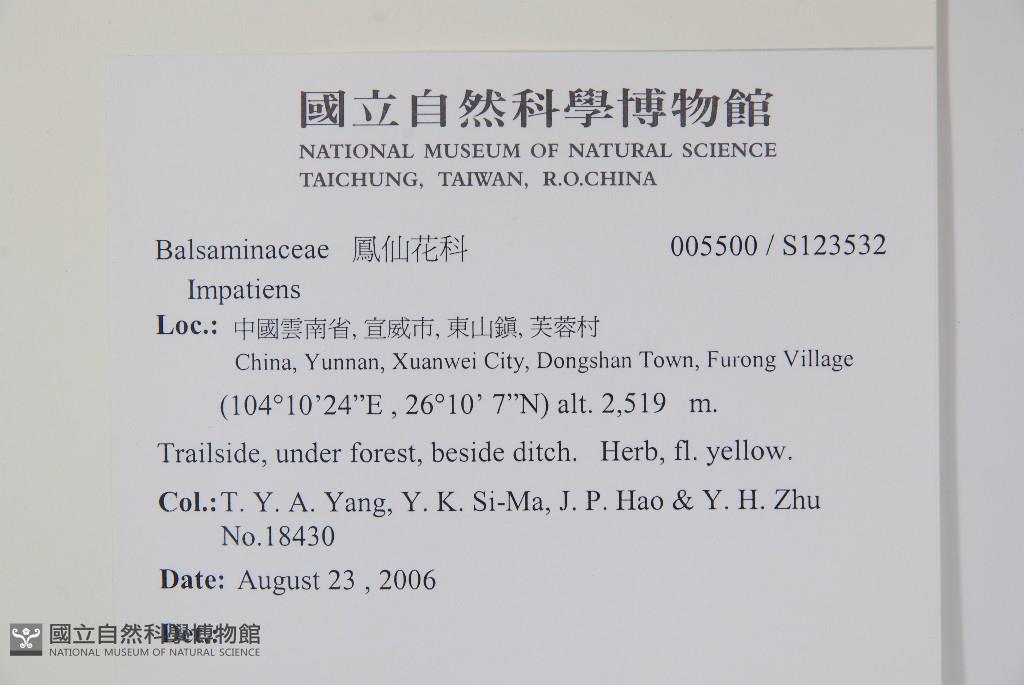 國立自然科學博物館
NATIONAL MUSEUM OF NATURAL SCIENCE
TAICHUNG, TAIWAN, R.O.CHINA
Balsaminaceae 鳳仙花科 005500 / S123532
Impatiens
Loc.: 中國雲南省, 宣威市, 東山鎮, 芙蓉村
China, Yunnan, Xuanwei City, Dongshan Town, Furong Village
(104°10’24”E , 26°10’ 7”N) alt. 2,519 m.
Trailside, under forest, beside ditch. Herb, fl. yellow.
Col.: T. Y. A. Yang, Y. K. Si-Ma, J. P. Hao & Y. H. Zhu
No.18430
Date: August 23 , 2006
Det.:
國立自然科學博物館
NATIONAL MUSEUM OF NATURAL SCIENCE